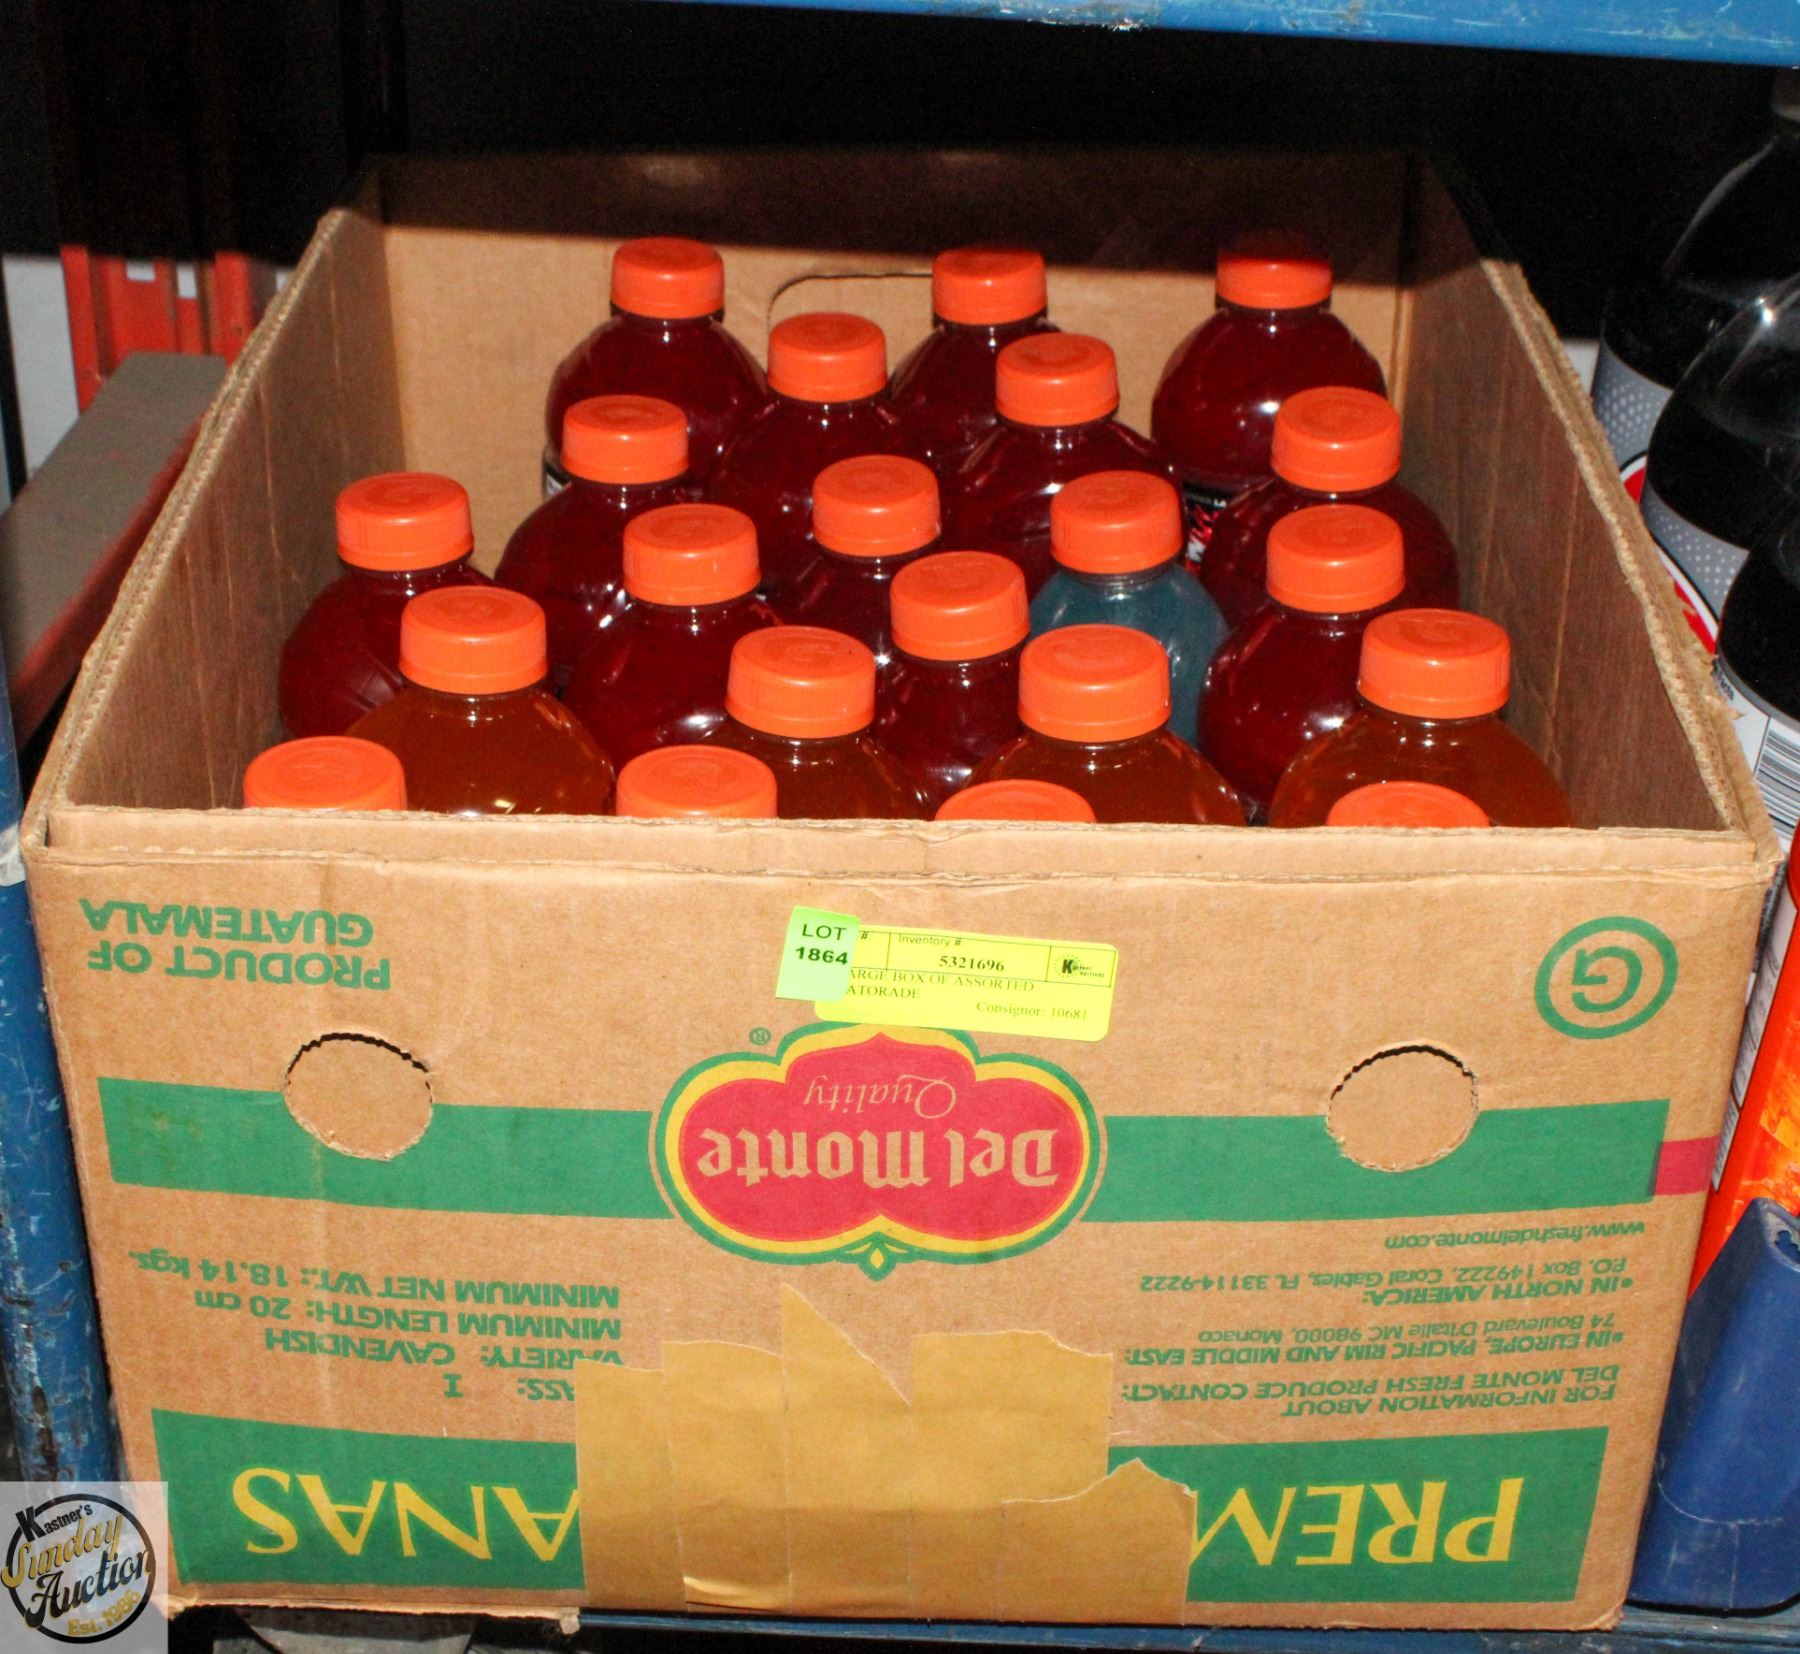 LOT
1864
#
Inventory #
5321696
ARGE BOX OF ASSORTED
ATORADE
Consignor: 10681
PRODUCT OF
GUATEMALA
G
®
Del Monte
Quality
www.freshdelmonte.com
P.O. Box 149222, Coral Gables, FL 33114-9222
•IN NORTH AMERICA:
74 Boulevard D'Italie MC 98000, Monaco
•IN EUROPE, PACIFIC RIM AND MIDDLE EAST:
DEL MONTE FRESH PRODUCE CONTACT:
FOR INFORMATION ABOUT
MINIMUM NET WT.: 18.14 kgs.
MINIMUM LENGTH: 20 cm
VARIETY: CAVENDISH
ASS: I
PREM
ANAS
Kastner's
Sunday
Auction
Est. 1986